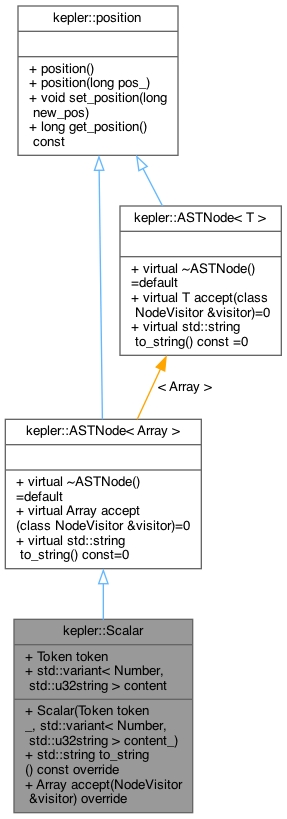 kepler::position
+ position()
+ position(long pos_)
+ void set_position(long
new_pos)
+ long get_position()
const
kepler::ASTNode< T >
+ virtual ~ASTNode()
=default
+ virtual T accept(class
NodeVisitor &visitor)=0
+ virtual std::string
to_string() const =0
< Array >
kepler::ASTNode< Array >
+ virtual ~ASTNode()
=default
+ virtual Array accept
(class NodeVisitor &visitor)=0
+ virtual std::string
to_string() const=0
kepler::Scalar
+ Token token
+ std::variant< Number,
std::u32string > content
+ Scalar(Token token
_, std::variant< Number,
std::u32string > content_)
+ std::string to_string
() const override
+ Array accept(NodeVisitor
&visitor) override